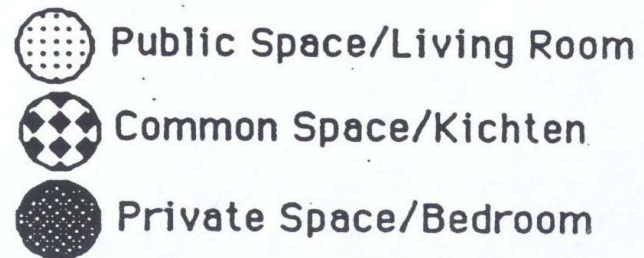 Public Space/Living Room
Common Space/Kichten
Private Space/Bedroom